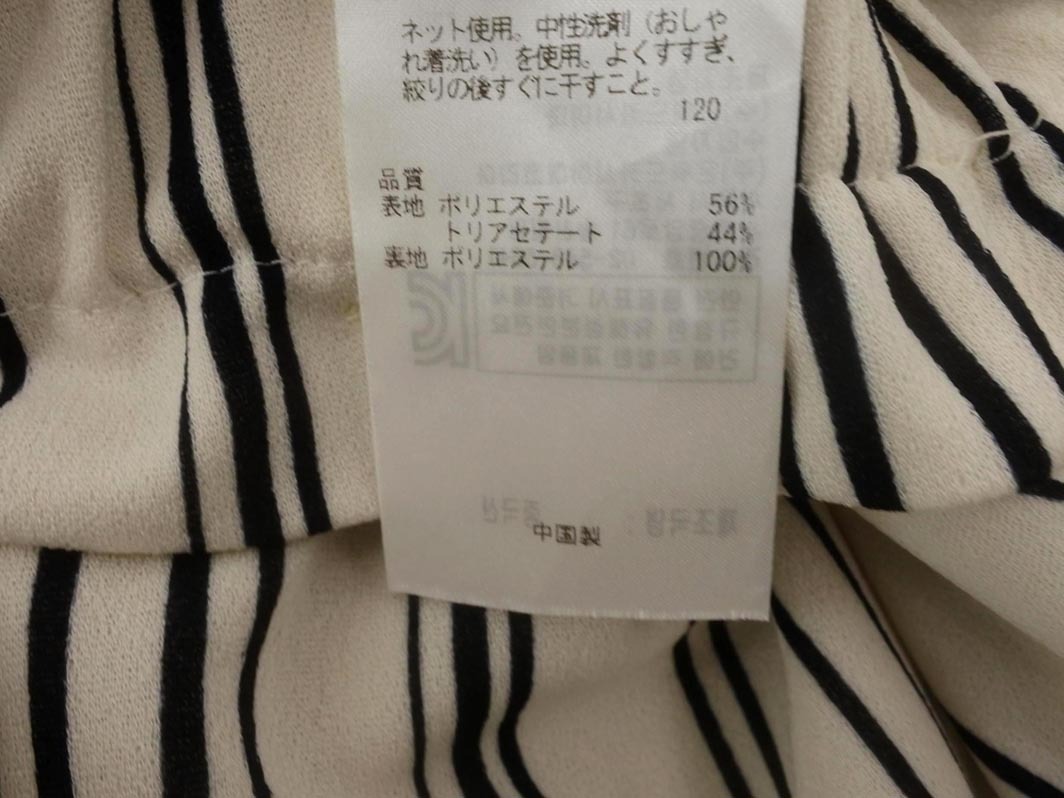 ネット使用。中性洗剤（おしゃ
れ着洗い）を使用。よくすすぎ、
絞りの後すぐに干すこと。
120
品質
表地 ポリエステル 56%
トリアセテート 44%
裏地 ポリエステル 100%
中国製